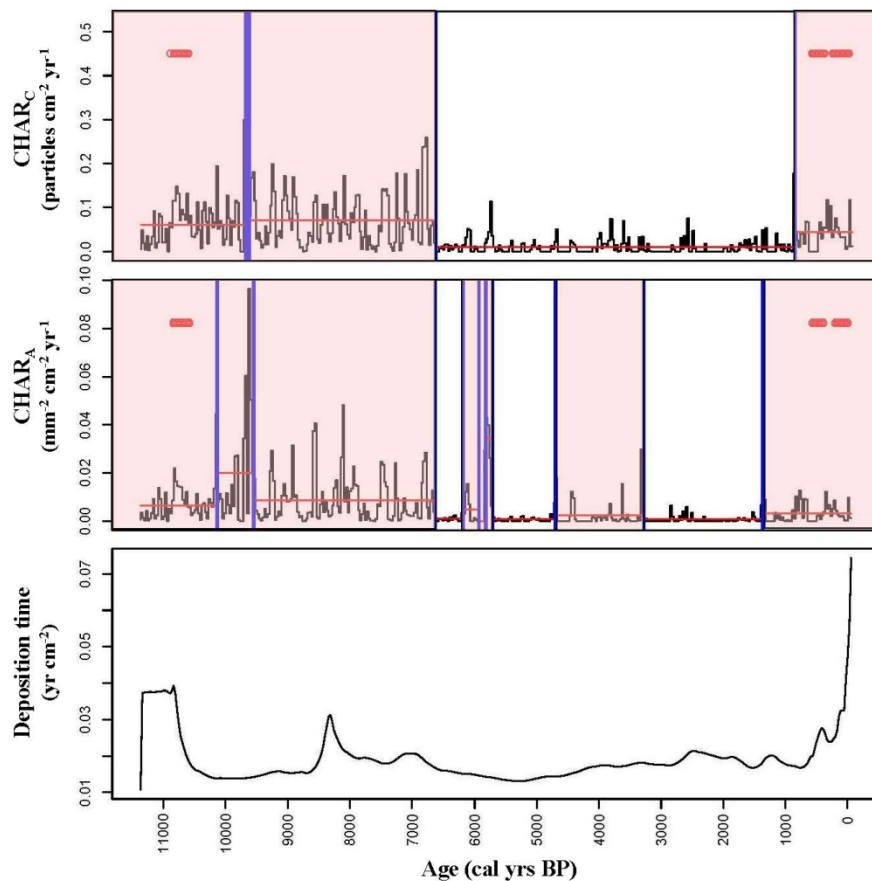 CHAR_C
(particles cm⁻² yr⁻¹)
0.5
0.4
0.3
0.2
0.1
0.0
CHAR_A
(mm⁻² cm⁻² yr⁻¹)
0.10
0.08
0.06
0.04
0.02
0.00
Deposition time
(yr cm⁻²)
0.07
0.05
0.03
0.01
11000 10000 9000 8000 7000 6000 5000 4000 3000 2000 1000 0
Age (cal yrs BP)